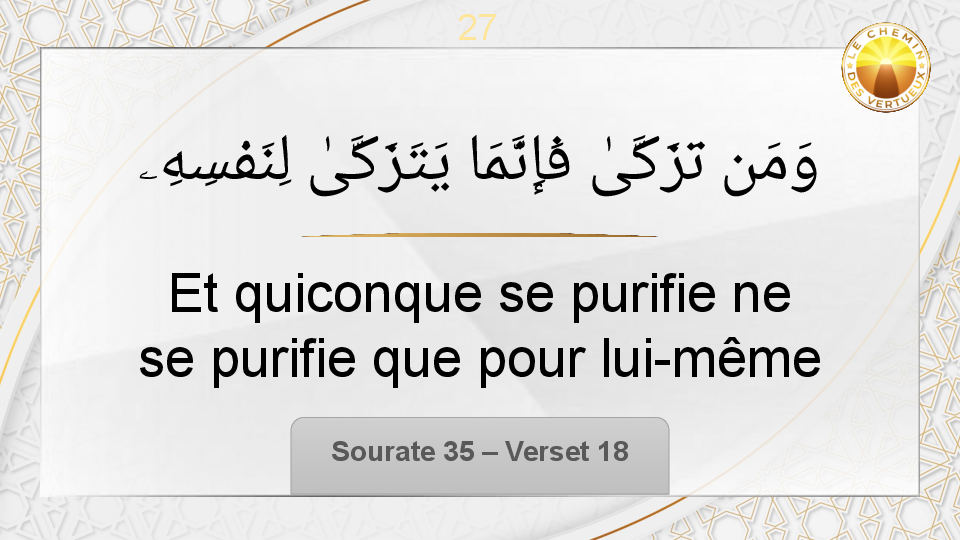 27
LE CHEMIN
DES VERTUEUX
وَمَن تَزَكَّىٰ فَإِنَّمَا يَتَزَكَّىٰ لِنَفْسِهِۦ
Et quiconque se purifie ne
se purifie que pour lui-même
Sourate 35 – Verset 18